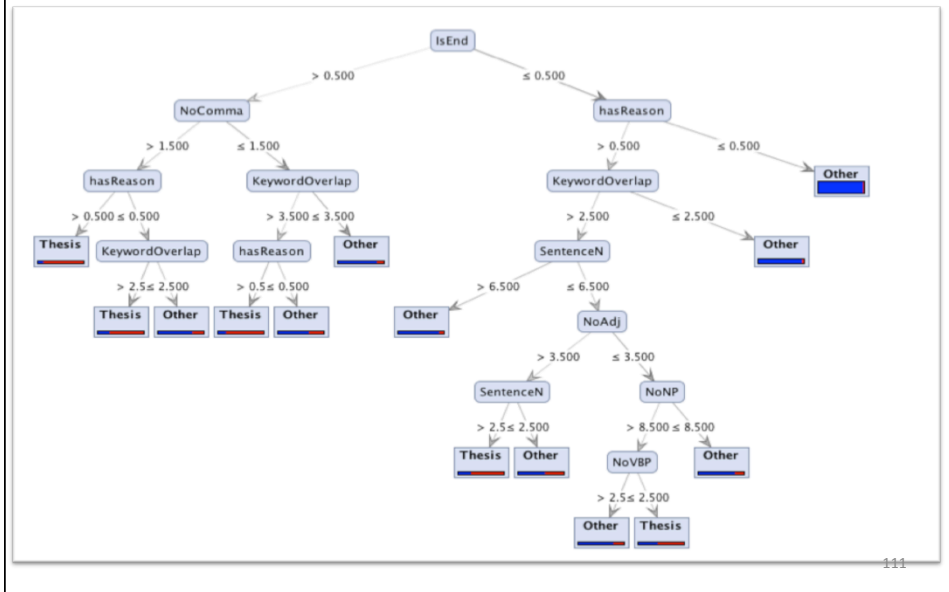 IsEnd
> 0.500 ≤ 0.500
NoComma hasReason
> 1.500 ≤ 1.500 > 0.500 ≤ 0.500
hasReason KeywordOverlap KeywordOverlap Other
> 0.500 ≤ 0.500 > 3.500 ≤ 3.500 > 2.500 ≤ 2.500
Thesis KeywordOverlap hasReason Other SentenceN Other
> 2.5 ≤ 2.500 > 0.5 ≤ 0.500 > 6.500 ≤ 6.500
Thesis Other Thesis Other Other NoAdj
> 3.500 ≤ 3.500
SentenceN NoNP
> 2.5 ≤ 2.500 > 8.500 ≤ 8.500
Thesis Other NoVBP Other
> 2.5 ≤ 2.500
Other Thesis
111